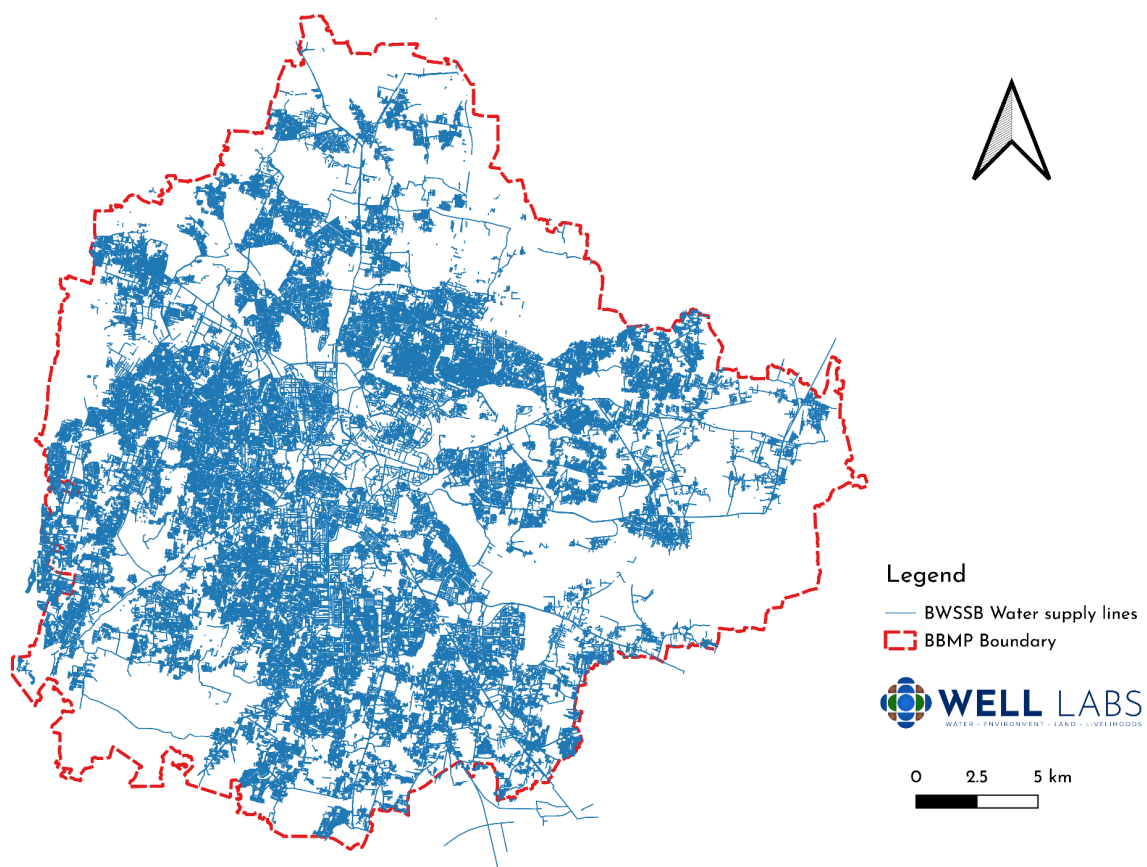 Legend
BWSSB Water supply lines
BBMP Boundary
WELL LABS
WATER - ENVIRONMENT - LAND - LIVELIHOODS
0 2.5 5 km